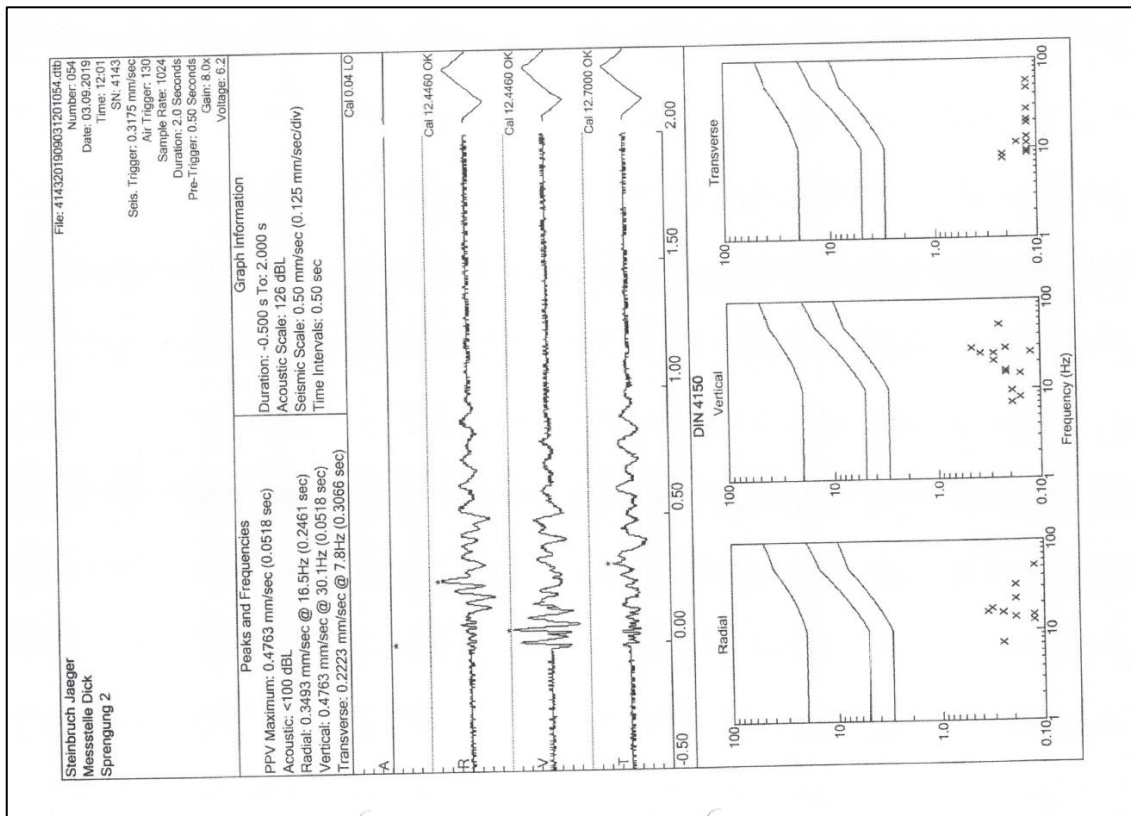 Steinbruch Jaeger
Messstelle Dick
Sprengung 2
File: 4143201909031201054.dtb
Number: 054
Date: 03.09.2019
Time: 12:01
SN: 4143
Seis. Trigger: 0.3175 mm/sec
Air Trigger: 130
Sample Rate: 1024
Duration: 2.0 Seconds
Pre-Trigger: 0.50 Seconds
Gain: 8.0x
Voltage: 6.2
Peaks and Frequencies
PPV Maximum: 0.4763 mm/sec (0.0518 sec)
Acoustic: <100 dBL
Radial: 0.3493 mm/sec @ 16.5Hz (0.2461 sec)
Vertical: 0.4763 mm/sec @ 30.1Hz (0.0518 sec)
Transverse: 0.2223 mm/sec @ 7.8Hz (0.3066 sec)
Graph Information
Duration: -0.500 s To: 2.000 s
Acoustic Scale: 126 dBL
Seismic Scale: 0.50 mm/sec (0.125 mm/sec/div)
Time Intervals: 0.50 sec
A
Cal 0.04 LO
R
Cal 12.4460 OK
V
Cal 12.4460 OK
T
Cal 12.7000 OK
-0.50 0.00 0.50 1.00 1.50 2.00
DIN 4150
Radial
100
10
1.0
0.10
1 10 100
Vertical
100
10
1.0
0.10
1 10 100
Frequency (Hz)
Transverse
100
10
1.0
0.10
1 10 100